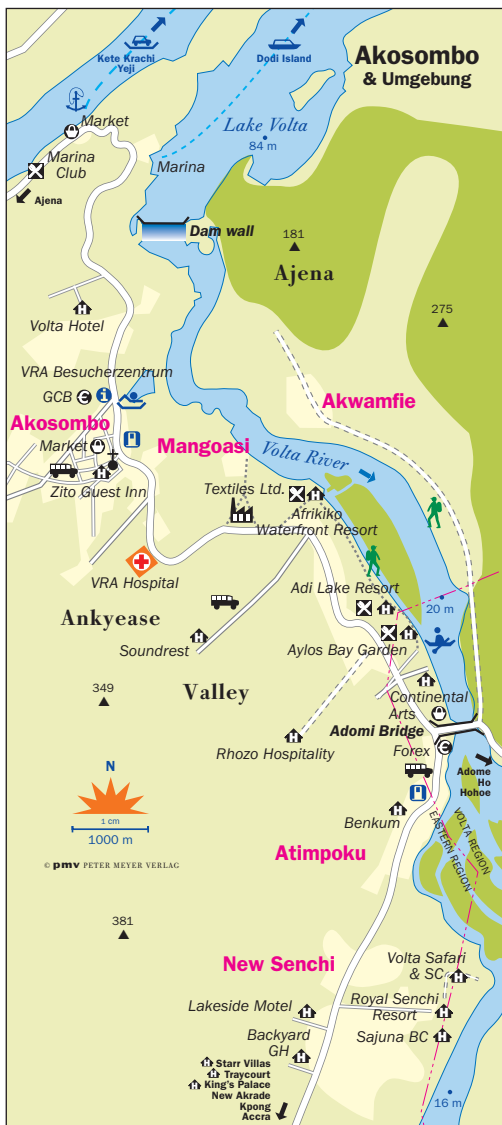 Akosombo
& Umgebung
Kete Krachi
Yeji
Dodi Island
Market
Lake Volta
84 m
Marina
Club
Marina
Ajena
Dam wall
181
Ajena
275
Volta Hotel
VRA Besucherzentrum
GCB €
i
Akwamfie
Akosombo
Market
Mangoasi
Volta River
Zito Guest Inn
Textiles Ltd.
Afrikiko
Waterfront Resort
VRA Hospital
Adi Lake Resort
20 m
Ankyease
Soundrest
Aylos Bay Garden
Valley
349
Continental
Arts
Adomi Bridge
Rhozo Hospitality
Forex €
Adome
Ho
Hohoe
N
1 cm
1000 m
Benkum
VOLTA REGION
EASTERN REGION
© pmv PETER MEYER VERLAG
Atimpoku
381
New Senchi
Volta Safari
& SC
Lakeside Motel
Royal Senchi
Resort
Backyard
GH
Sajuna BC
Starr Villas
Traycourt
King's Palace
New Akrade
Kpong
Accra
16 m